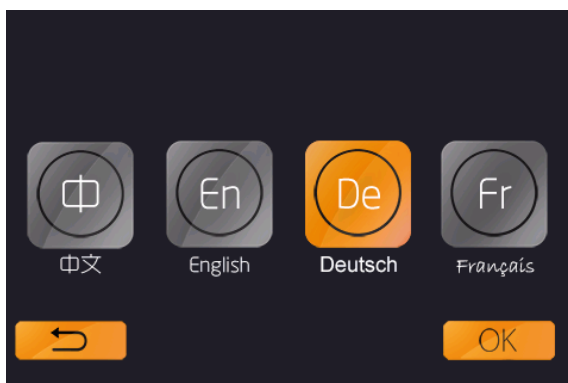 中 En De Fr
中文 English Deutsch Français
OK